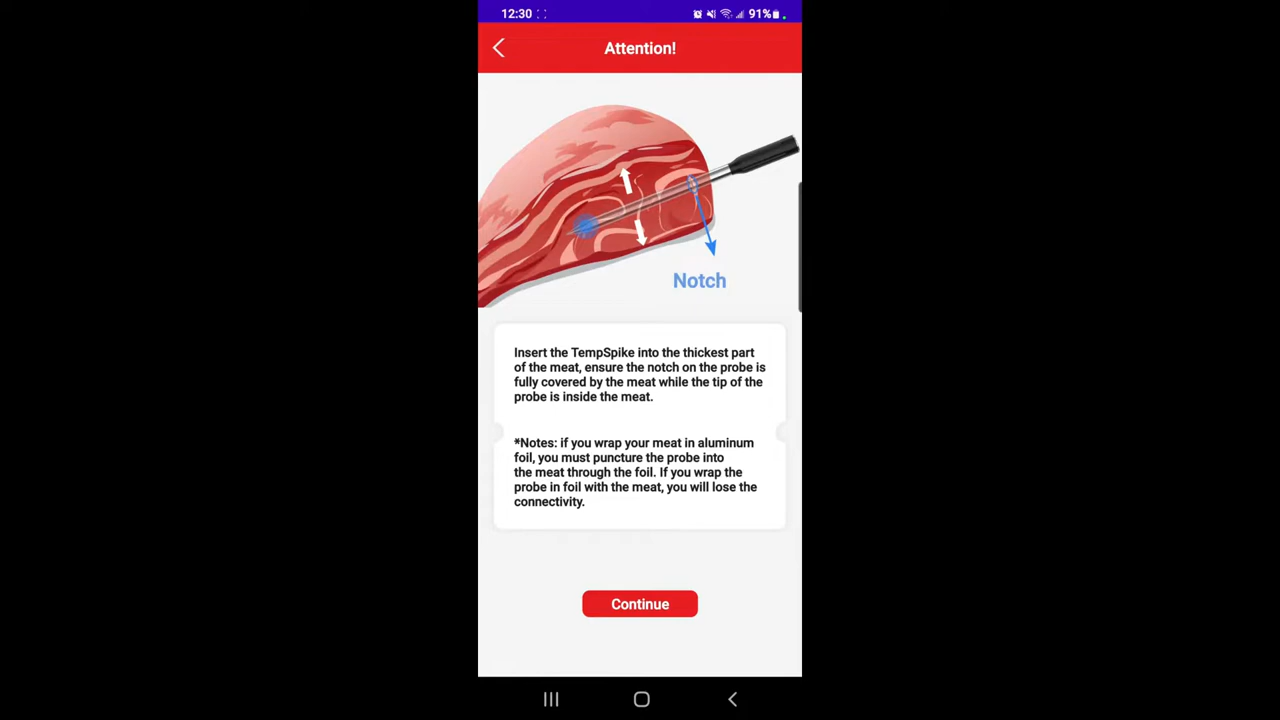 12:30 91%
Attention!
Notch
Insert the TempSpike into the thickest part
of the meat, ensure the notch on the probe is
fully covered by the meat while the tip of the
probe is inside the meat.
*Notes: if you wrap your meat in aluminum
foil, you must puncture the probe into
the meat through the foil. If you wrap the
probe in foil with the meat, you will lose the
connectivity.
Continue